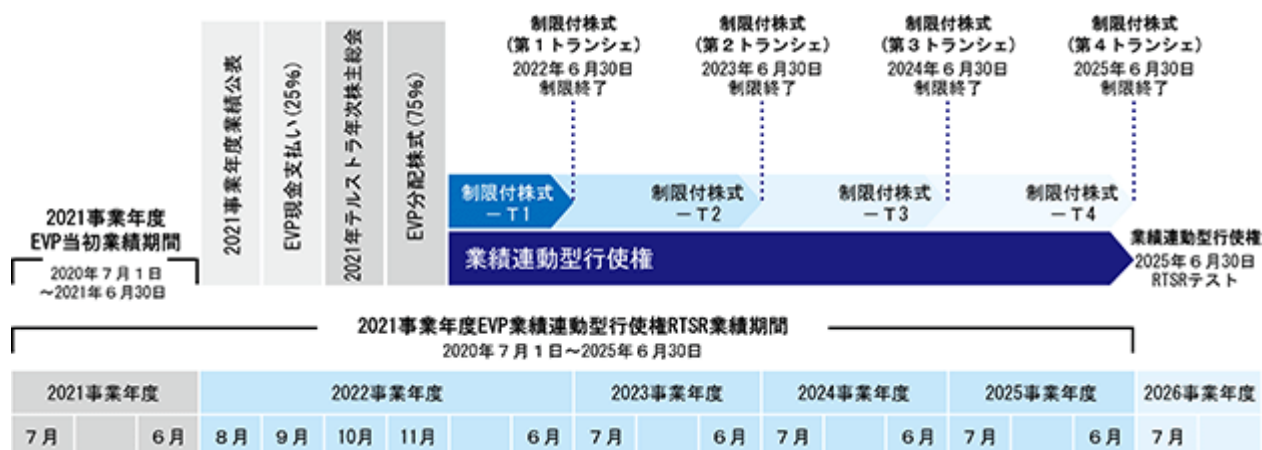 制限付株式
(第1トランシェ)
2022年6月30日
制限終了
制限付株式
(第2トランシェ)
2023年6月30日
制限終了
制限付株式
(第3トランシェ)
2024年6月30日
制限終了
制限付株式
(第4トランシェ)
2025年6月30日
制限終了
2021事業年度業績公表
EVP現金支払い(25%)
2021年テルストラ年次株主総会
EVP分配株式(75%)
制限付株式
－T1
制限付株式
－T2
制限付株式
－T3
制限付株式
－T4
2021事業年度
EVP当初業績期間
2020年7月1日
～2021年6月30日
業績連動型行使権
業績連動型行使権
2025年6月30日
RTSRテスト
2021事業年度EVP業績連動型行使権RTSR業績期間
2020年7月1日～2025年6月30日
2021事業年度 2022事業年度 2023事業年度 2024事業年度 2025事業年度 2026事業年度
7月 6月 8月 9月 10月 11月 6月 7月 6月 7月 6月 7月 6月 7月